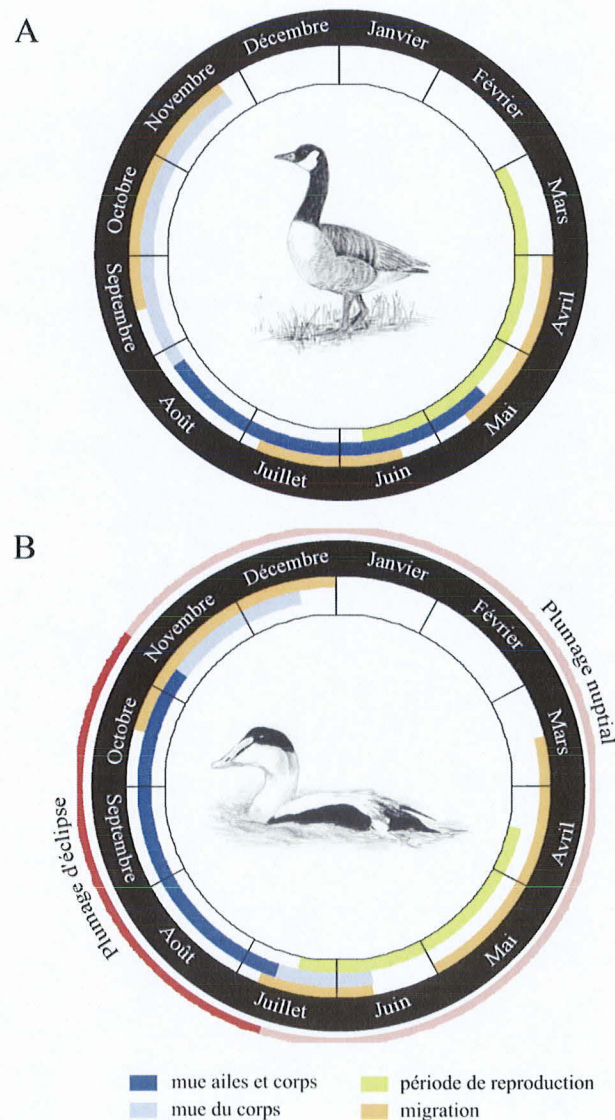 A
Janvier
Février
Mars
Avril
Mai
Juin
Juillet
Août
Septembre
Octobre
Novembre
Décembre
B
Janvier
Février
Mars
Avril
Mai
Juin
Juillet
Août
Septembre
Octobre
Novembre
Décembre
Plumage nuptial
Plumage d'éclipse
mue ailes et corps
période de reproduction
mue du corps
migration